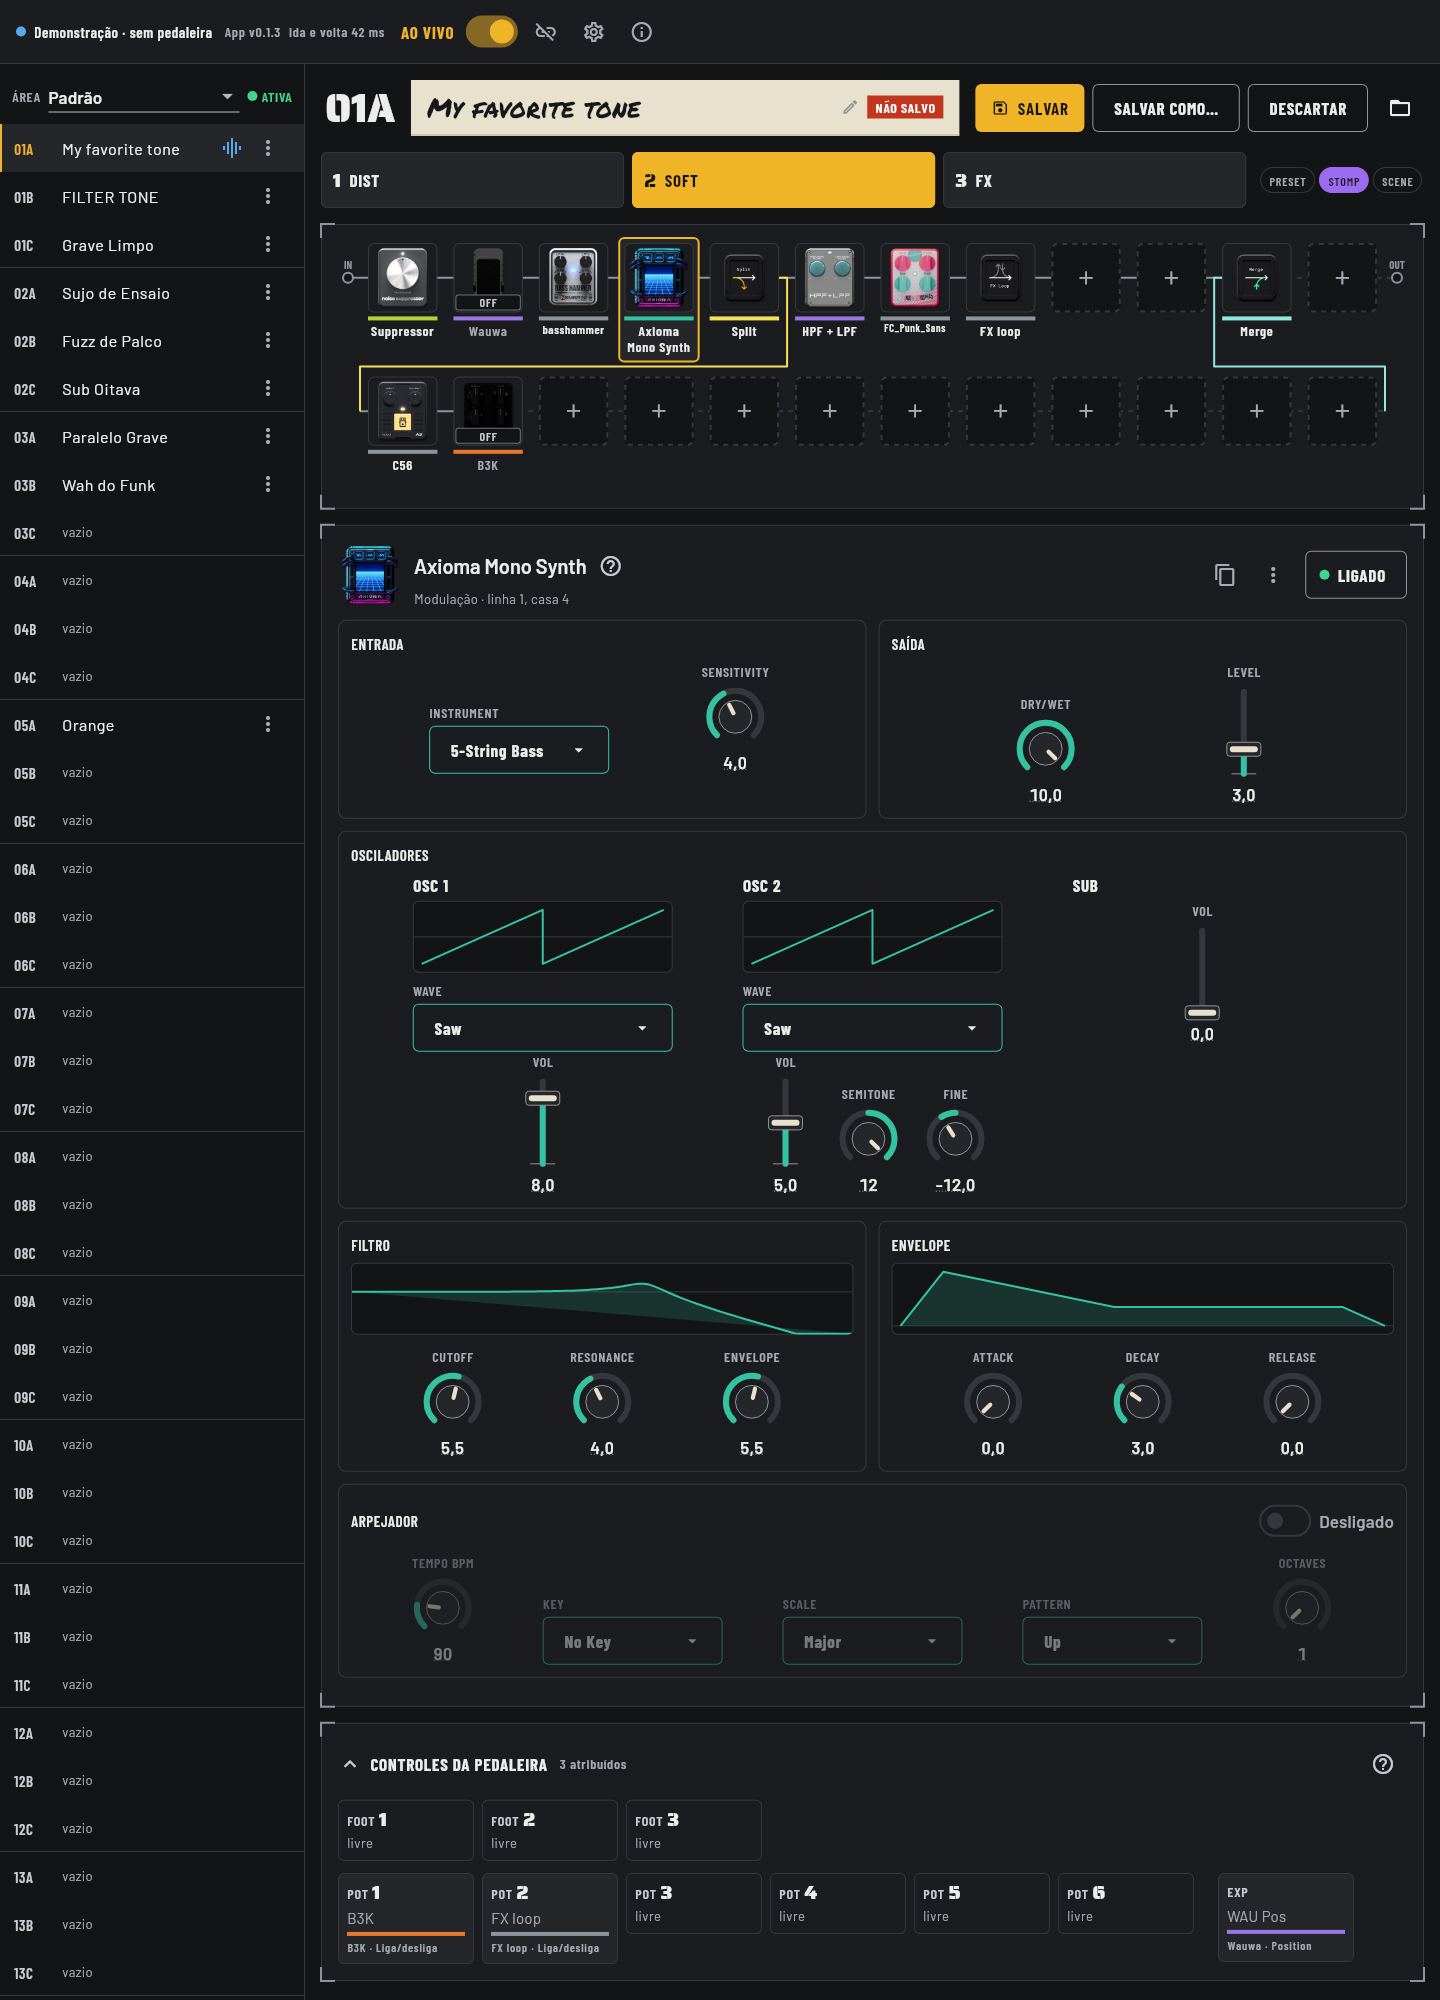 Demonstração · sem pedaleira App v0.1.3 Ida e volta 42 ms AO VIVO
ÁREA Padrão ATIVA
01A My favorite tone
01B FILTER TONE
01C Grave Limpo
02A Sujo de Ensaio
02B Fuzz de Palco
02C Sub Oitava
03A Paralelo Grave
03B Wah do Funk
03C vazio
04A vazio
04B vazio
04C vazio
05A Orange
05B vazio
05C vazio
06A vazio
06B vazio
06C vazio
07A vazio
07B vazio
07C vazio
08A vazio
08B vazio
08C vazio
09A vazio
09B vazio
09C vazio
10A vazio
10B vazio
10C vazio
11A vazio
11B vazio
11C vazio
12A vazio
12B vazio
12C vazio
13A vazio
13B vazio
13C vazio
01A My favorite tone NÃO SALVO SALVAR SALVAR COMO... DESCARTAR
1 DIST 2 SOFT 3 FX PRESET STOMP SCENE
IN OFF Split HPF+LPF FX Loop Merge OUT
Suppressor Wauwa basshammer Axioma Mono Synth Split HPF + LPF FC_Punk_Sans FX loop Merge
OFF
C56 B3K
Axioma Mono Synth
Modulação · linha 1, casa 4
LIGADO
ENTRADA
INSTRUMENT
5-String Bass
SENSITIVITY
4,0
SAÍDA
DRY/WET
10,0
LEVEL
3,0
OSCILADORES
OSC 1 OSC 2 SUB
WAVE WAVE VOL
Saw Saw 0,0
VOL VOL SEMITONE FINE
8,0 5,0 12 -12,0
FILTRO
CUTOFF RESONANCE ENVELOPE
5,5 4,0 5,5
ENVELOPE
ATTACK DECAY RELEASE
0,0 3,0 0,0
ARPEJADOR Desligado
TEMPO BPM KEY SCALE PATTERN OCTAVES
90 No Key Major Up 1
CONTROLES DA PEDALEIRA 3 atribuídos
FOOT 1 FOOT 2 FOOT 3
livre livre livre
POT 1 POT 2 POT 3 POT 4 POT 5 POT 6 EXP
B3K FX loop livre livre livre livre WAU Pos
B3K · Liga/desliga FX loop · Liga/desliga Wauwa · Position